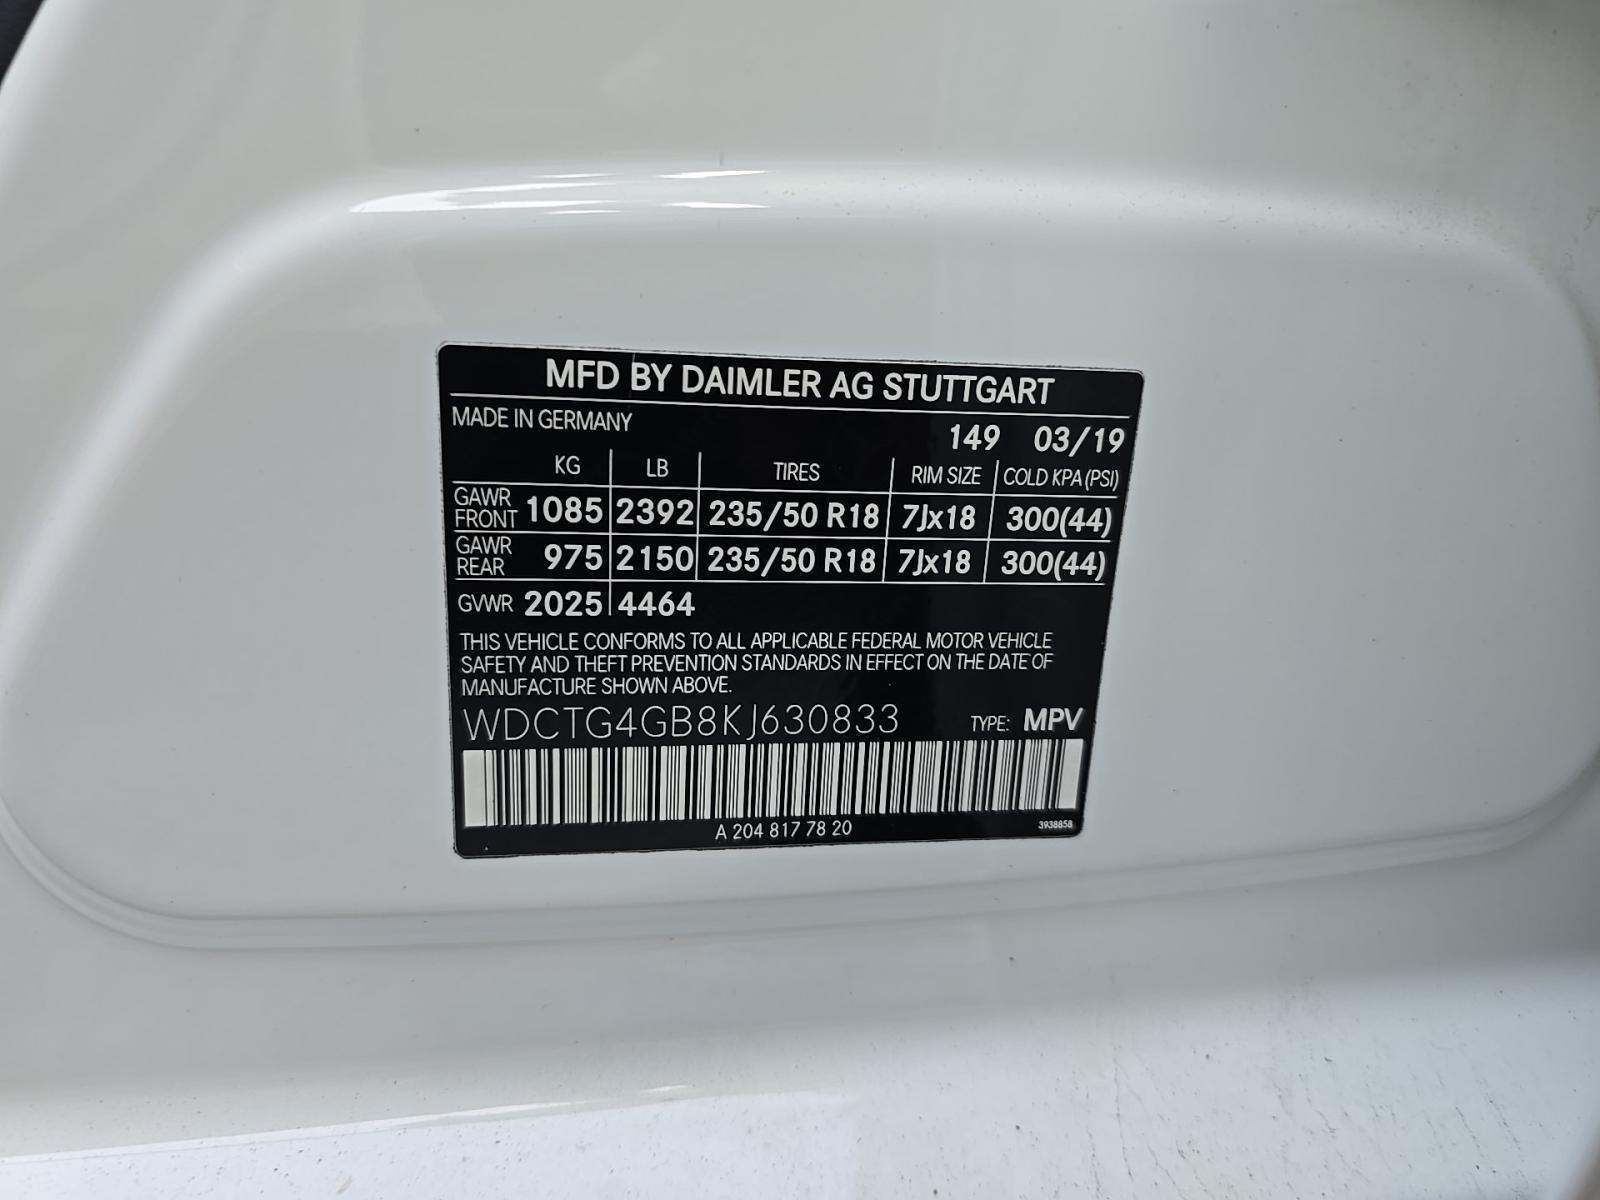 MFD BY DAIMLER AG STUTTGART
MADE IN GERMANY
149 03/19
KG LB TIRES RIM SIZE COLD KPA (PSI)
GAWR FRONT 1085 2392 235/50 R18 7Jx18 300(44)
GAWR REAR 975 2150 235/50 R18 7Jx18 300(44)
GVWR 2025 4464
THIS VEHICLE CONFORMS TO ALL APPLICABLE FEDERAL MOTOR VEHICLE
SAFETY AND THEFT PREVENTION STANDARDS IN EFFECT ON THE DATE OF
MANUFACTURE SHOWN ABOVE.
WDCTG4GB8KJ630833 TYPE: MPV
A 204 817 78 20 3938858